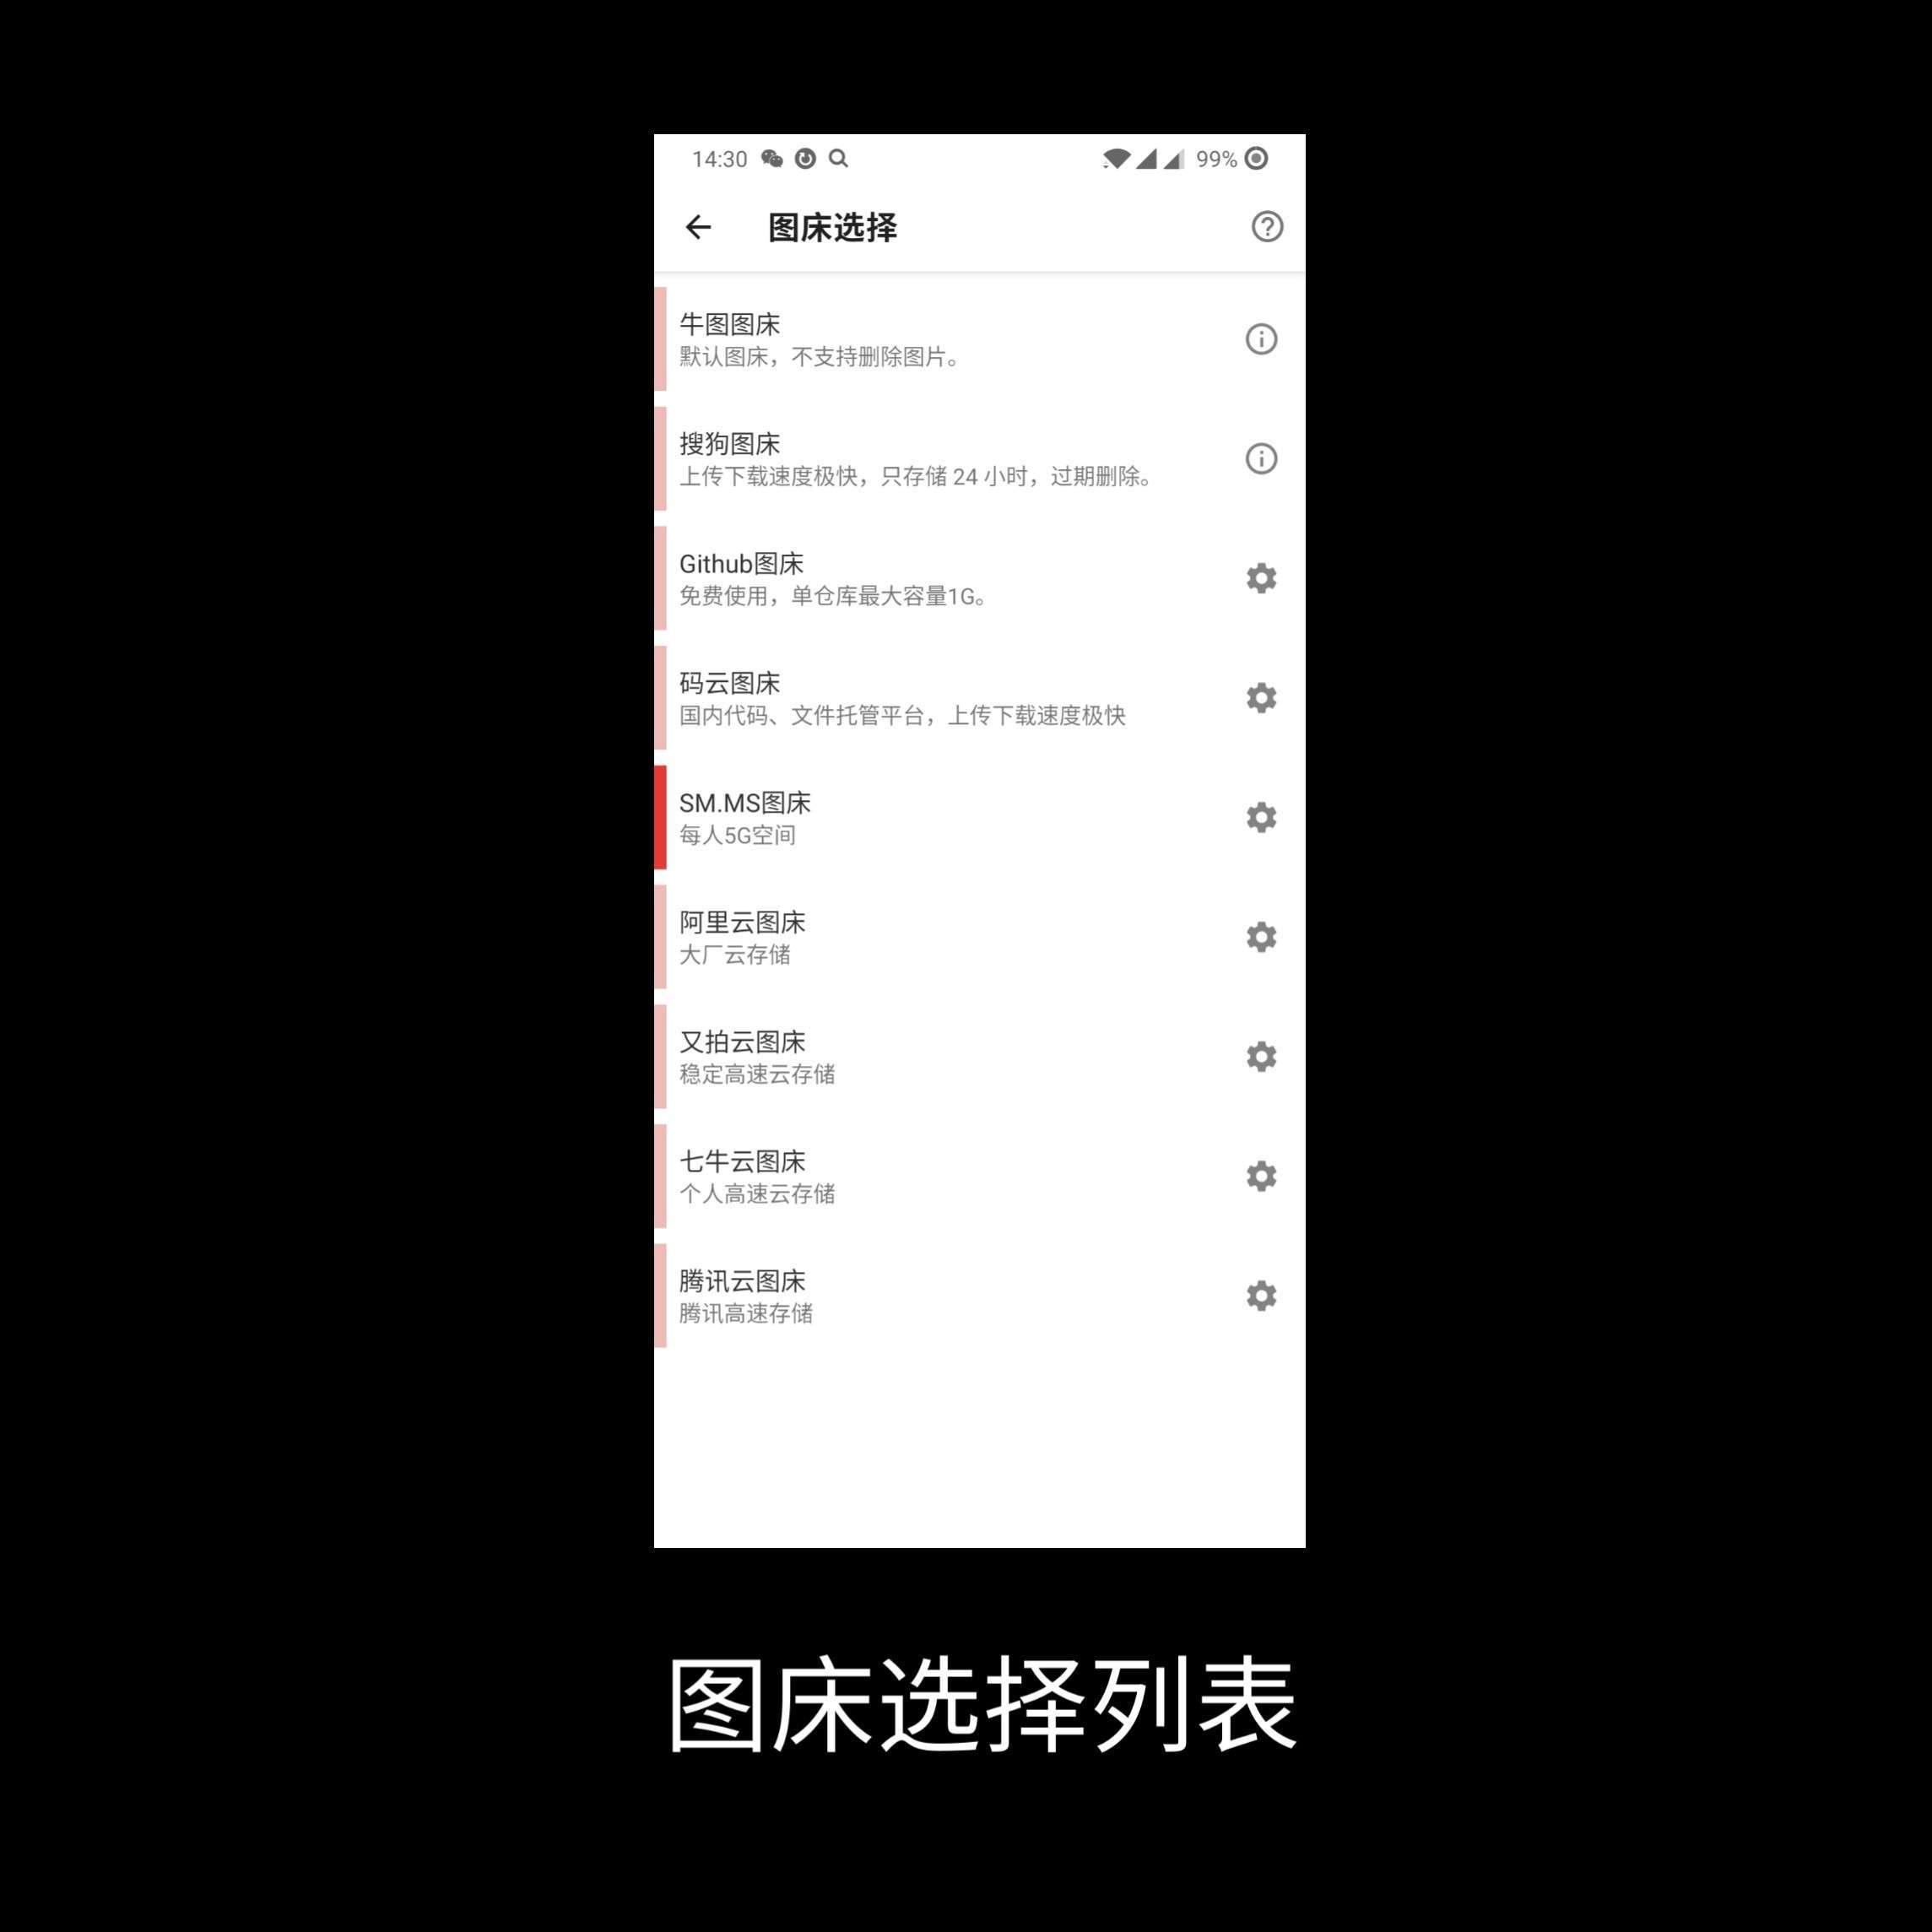 14:30 99%
图床选择
牛图图床
默认图床，不支持删除图片。
搜狗图床
上传下载速度极快，只存储 24 小时，过期删除。
Github图床
免费使用，单仓库最大容量1G。
码云图床
国内代码、文件托管平台，上传下载速度极快
SM.MS图床
每人5G空间
阿里云图床
大厂云存储
又拍云图床
稳定高速云存储
七牛云图床
个人高速云存储
腾讯云图床
腾讯高速存储
图床选择列表